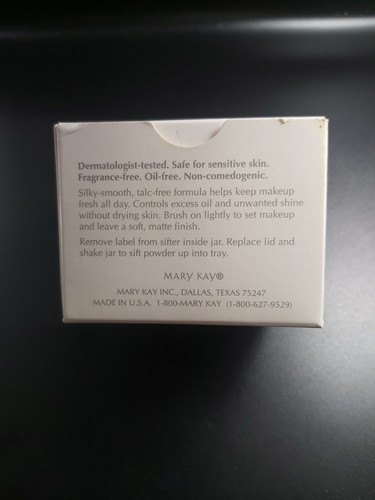 Dermatologist-tested. Safe for sensitive skin.
Fragrance-free. Oil-free. Non-comedogenic.
Silky-smooth, talc-free formula helps keep makeup
fresh all day. Controls excess oil and unwanted shine
without drying skin. Brush on lightly to set makeup
and leave a soft, matte finish.
Remove label from sifter inside jar. Replace lid and
shake jar to sift powder up into tray.
MARY KAY®
MARY KAY INC., DALLAS, TEXAS 75247
MADE IN U.S.A. 1-800-MARY KAY (1-800-627-9529)